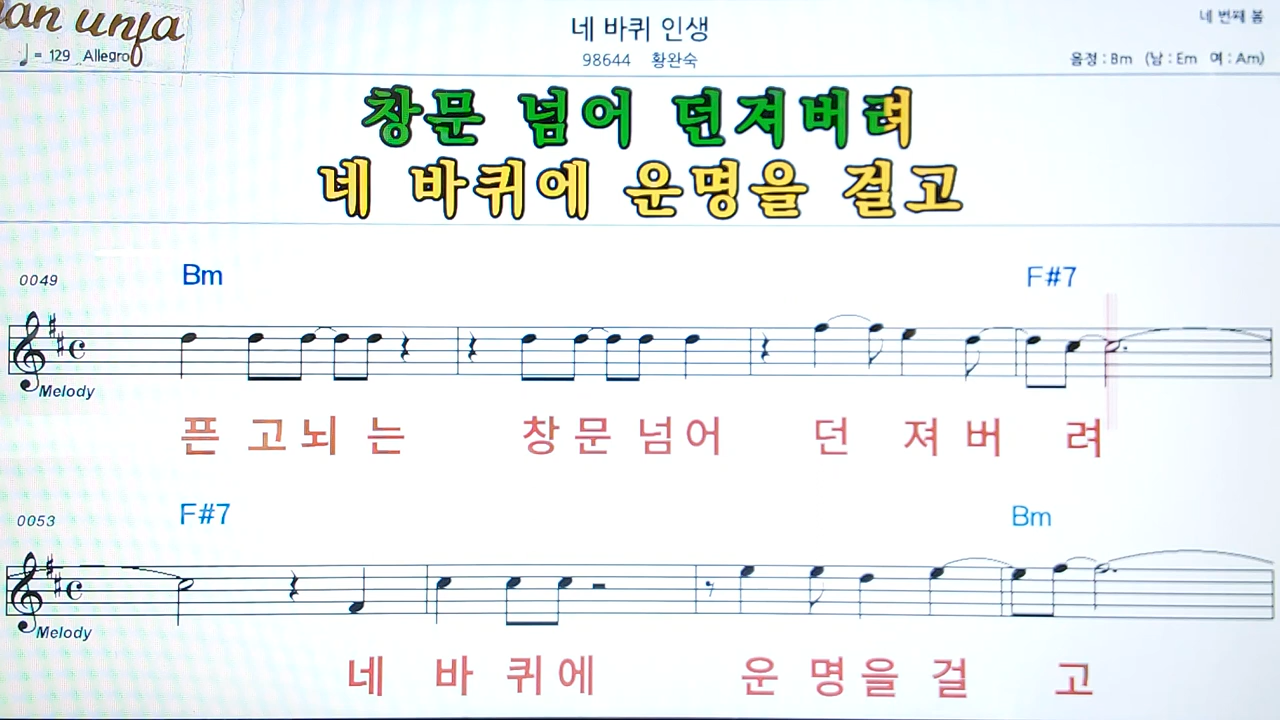 네 번째 봄
네 바퀴 인생
♩= 129 Allegro
98644 황완숙
음정 : Bm (남 : Em 여 : Am)
창문 넘어 던져버려
네 바퀴에 운명을 걸고
0049 Bm F#7
Melody
픈 고뇌 는 창문 넘어 던 져버 려
0053 F#7 Bm
Melody
네 바 퀴에 운 명을 걸 고